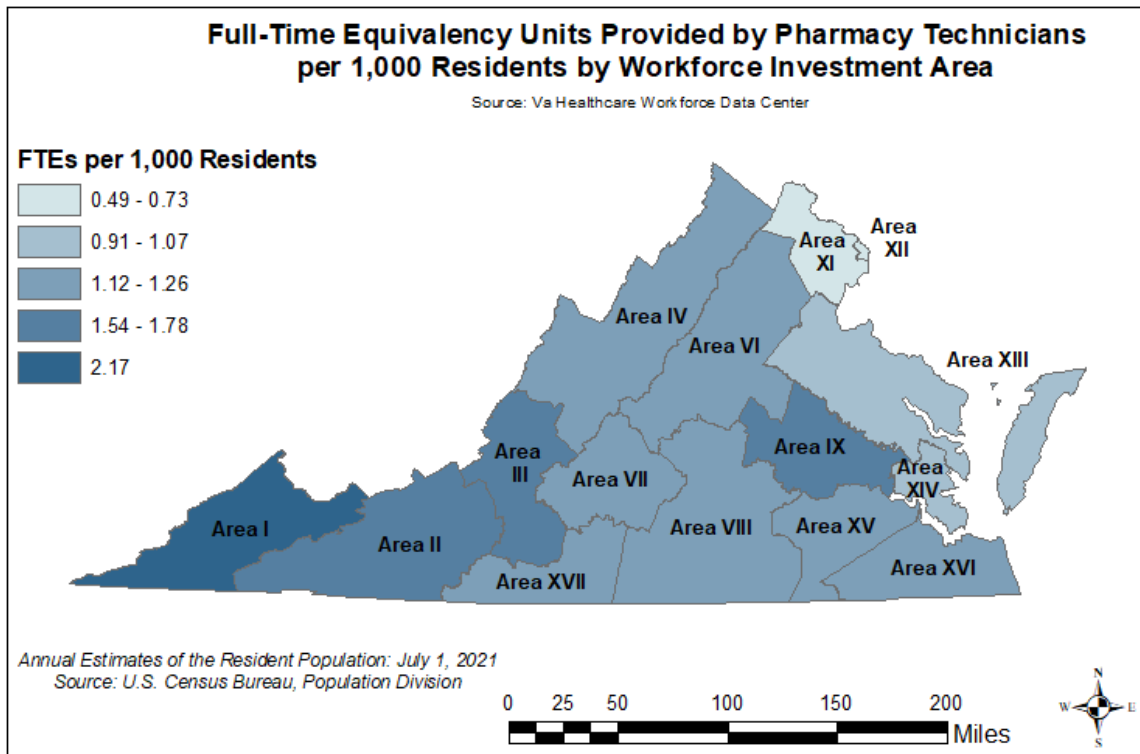 Full-Time Equivalency Units Provided by Pharmacy Technicians
per 1,000 Residents by Workforce Investment Area
Source: Va Healthcare Workforce Data Center
FTEs per 1,000 Residents
0.49 - 0.73
0.91 - 1.07
1.12 - 1.26
1.54 - 1.78
2.17
Area
XI
Area
XII
Area IV
Area VI
Area XIII
Area
III
Area IX
Area VII
Area
XIV
Area I
Area II
Area VIII
Area XV
Area XVII
Area XVI
Annual Estimates of the Resident Population: July 1, 2021
Source: U.S. Census Bureau, Population Division
0 25 50 100 150 200
Miles
N
W E
S